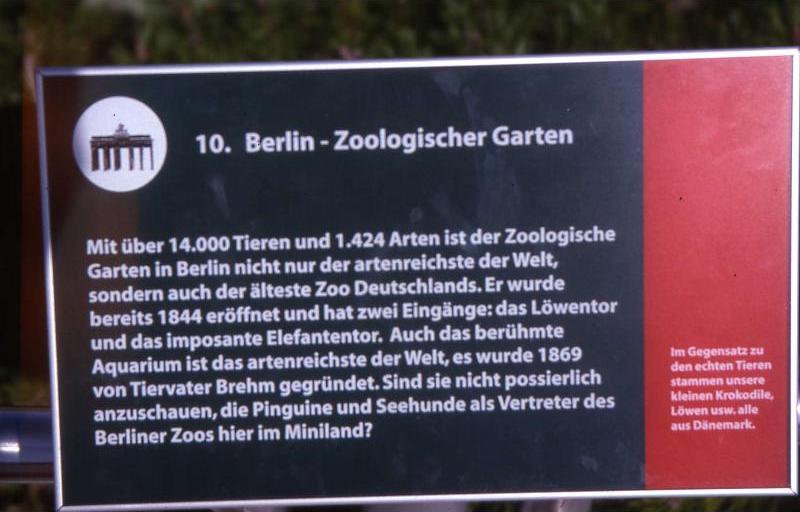 10. Berlin - Zoologischer Garten
Mit über 14.000 Tieren und 1.424 Arten ist der Zoologische
Garten in Berlin nicht nur der artenreichste der Welt,
sondern auch der älteste Zoo Deutschlands. Er wurde
bereits 1844 eröffnet und hat zwei Eingänge: das Löwentor
und das imposante Elefantentor. Auch das berühmte
Aquarium ist das artenreichste der Welt, es wurde 1869
von Tiervater Brehm gegründet. Sind sie nicht possierlich
anzuschauen, die Pinguine und Seehunde als Vertreter des
Berliner Zoos hier im Miniland?
Im Gegensatz zu
den echten Tieren
stammen unsere
kleinen Krokodile,
Löwen usw. alle
aus Dänemark.